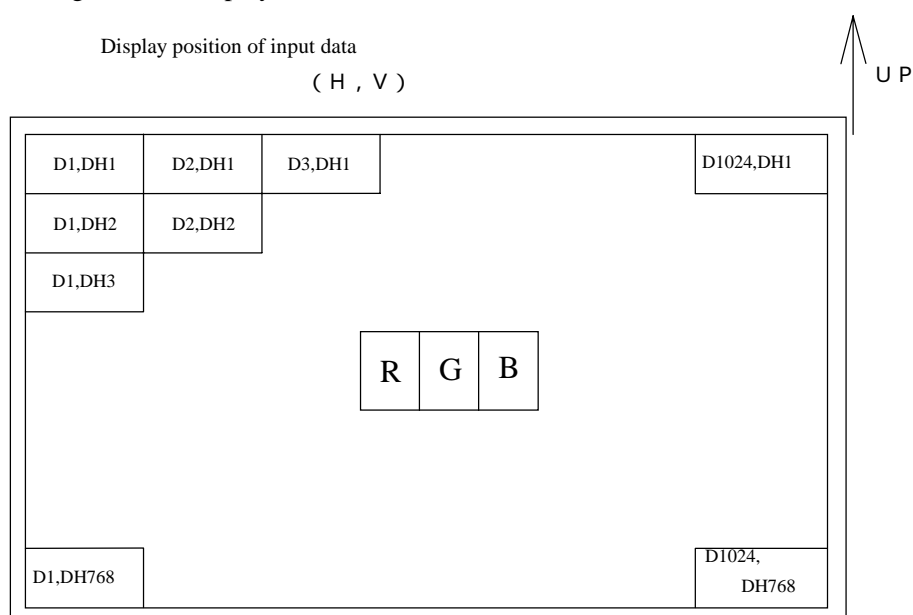 Display position of input data
( H , V )
U P
D1,DH1 D2,DH1 D3,DH1 D1024,DH1
D1,DH2 D2,DH2
D1,DH3
R G B
D1,DH768 D1024,
DH768